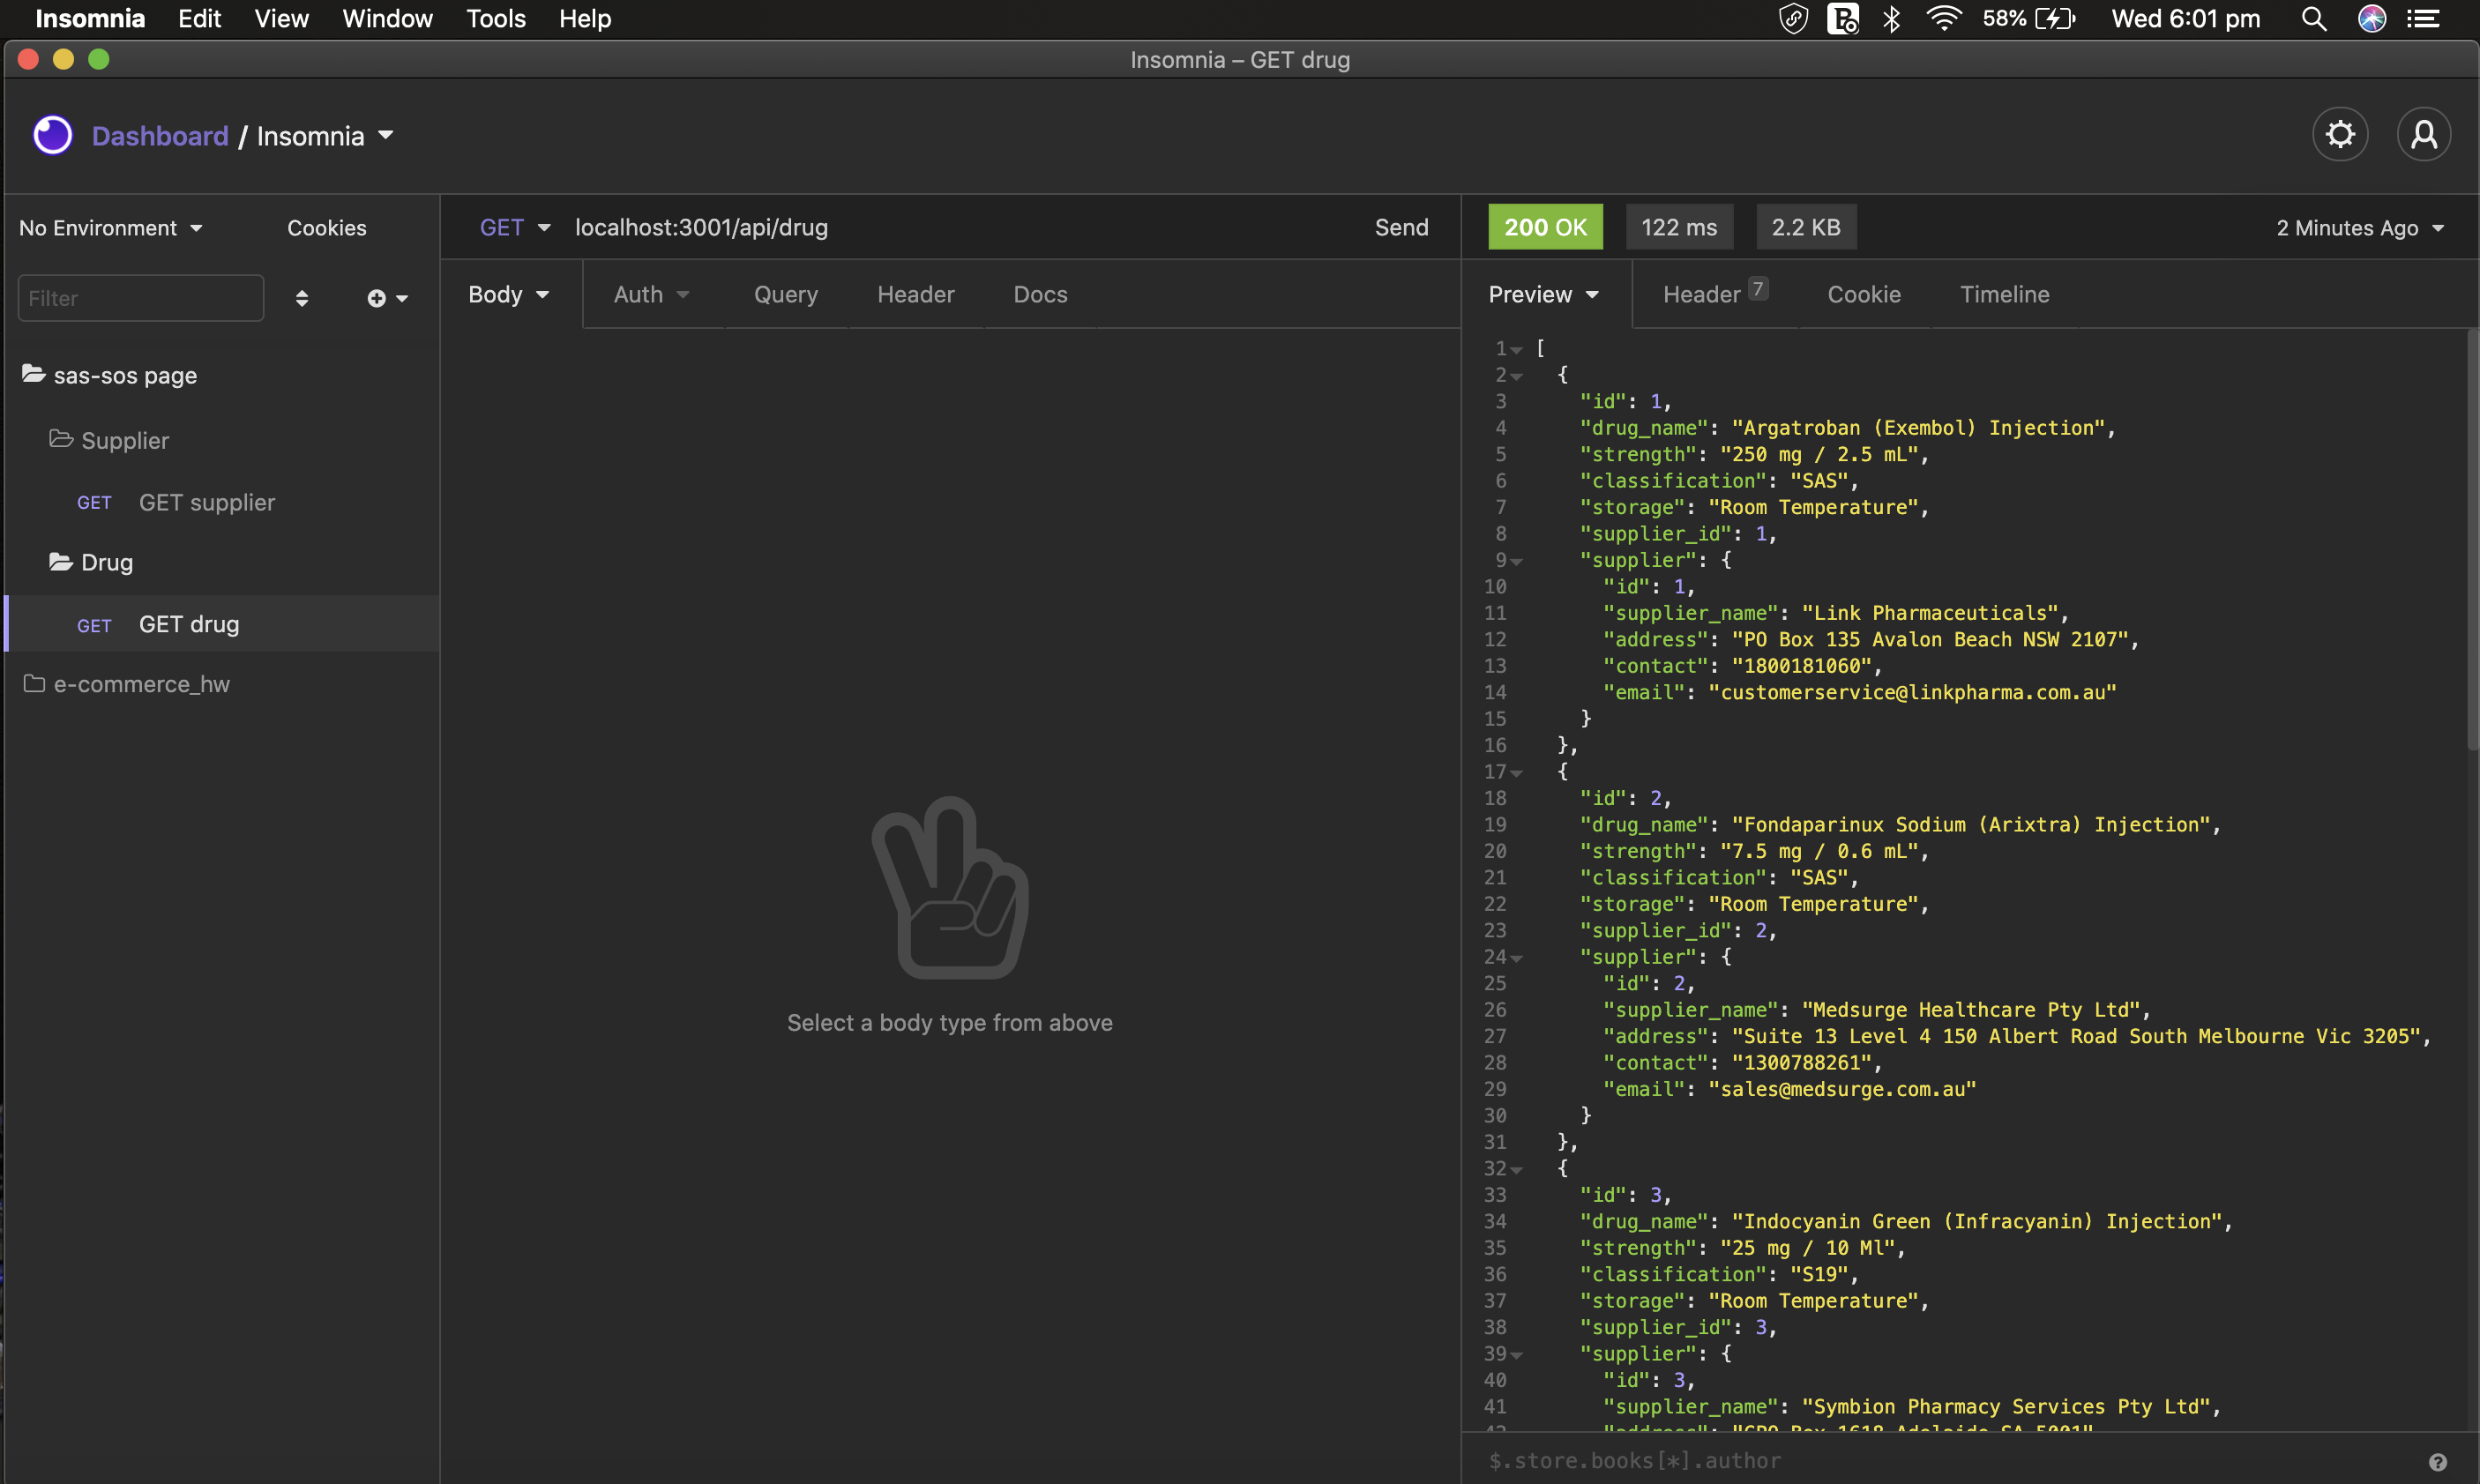 Insomnia Edit View Window Tools Help 58% Wed 6:01 pm
Insomnia – GET drug
Dashboard / Insomnia
No Environment Cookies
GET localhost:3001/api/drug Send
200 OK 122 ms 2.2 KB 2 Minutes Ago
Filter
Body Auth Query Header Docs
Preview Header 7 Cookie Timeline
sas-sos page
Supplier
GET GET supplier
Drug
GET GET drug
e-commerce_hw
Select a body type from above
1 [
2 {
3 "id": 1,
4 "drug_name": "Argatroban (Exembol) Injection",
5 "strength": "250 mg / 2.5 mL",
6 "classification": "SAS",
7 "storage": "Room Temperature",
8 "supplier_id": 1,
9 "supplier": {
10 "id": 1,
11 "supplier_name": "Link Pharmaceuticals",
12 "address": "PO Box 135 Avalon Beach NSW 2107",
13 "contact": "1800181060",
14 "email": "customerservice@linkpharma.com.au"
15 }
16 },
17 {
18 "id": 2,
19 "drug_name": "Fondaparinux Sodium (Arixtra) Injection",
20 "strength": "7.5 mg / 0.6 mL",
21 "classification": "SAS",
22 "storage": "Room Temperature",
23 "supplier_id": 2,
24 "supplier": {
25 "id": 2,
26 "supplier_name": "Medsurge Healthcare Pty Ltd",
27 "address": "Suite 13 Level 4 150 Albert Road South Melbourne Vic 3205",
28 "contact": "1300788261",
29 "email": "sales@medsurge.com.au"
30 }
31 },
32 {
33 "id": 3,
34 "drug_name": "Indocyanin Green (Infracyanin) Injection",
35 "strength": "25 mg / 10 Ml",
36 "classification": "S19",
37 "storage": "Room Temperature",
38 "supplier_id": 3,
39 "supplier": {
40 "id": 3,
41 "supplier_name": "Symbion Pharmacy Services Pty Ltd",
42 "address": "GPO Box 1618 Adelaide SA 5001"
$.store.books[*].author